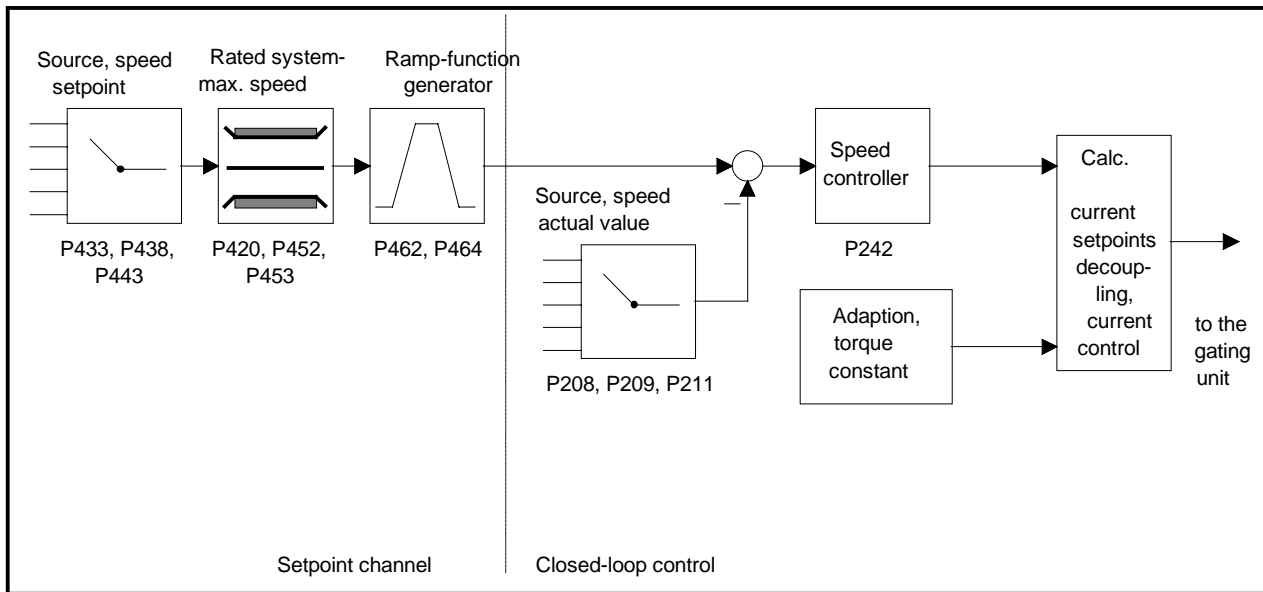 Source, speed
setpoint
P433, P438,
P443
Rated system-
max. speed
P420, P452,
P453
Ramp-function
generator
P462, P464
Source, speed
actual value
P208, P209, P211
Speed
controller
P242
Adaption,
torque
constant
Calc.
current
setpoints
decoup-
ling,
current
control
to the
gating
unit
Setpoint channel
Closed-loop control